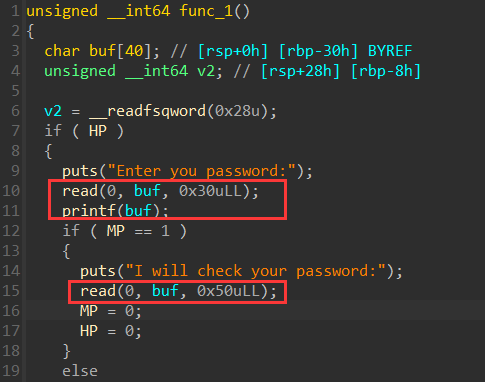 1 unsigned __int64 func_1()
2 {
3 char buf[40]; // [rsp+0h] [rbp-30h] BYREF
4 unsigned __int64 v2; // [rsp+28h] [rbp-8h]
5
6 v2 = __readfsqword(0x28u);
7 if ( HP )
8 {
9 puts("Enter you password:");
10 read(0, buf, 0x30uLL);
11 printf(buf);
12 if ( MP == 1 )
13 {
14 puts("I will check your password:");
15 read(0, buf, 0x50uLL);
16 MP = 0;
17 HP = 0;
18 }
19 else